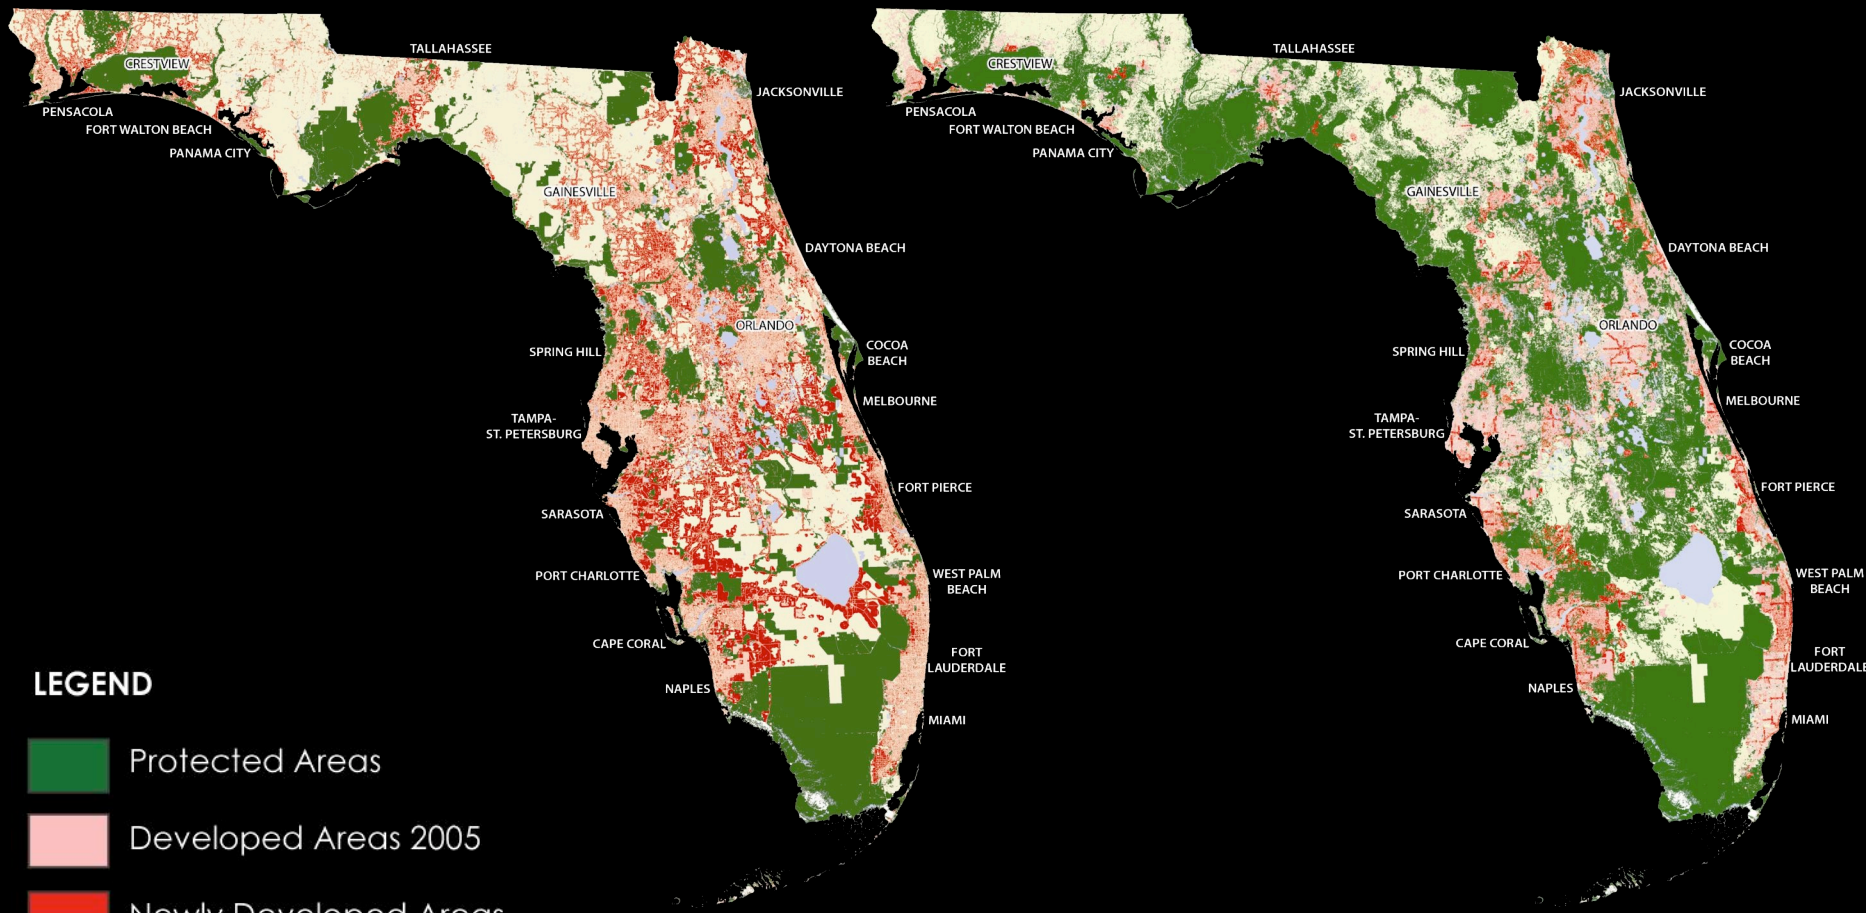 TALLAHASSEE
CRESTVIEW
JACKSONVILLE
PENSACOLA
FORT WALTON BEACH
PANAMA CITY
GAINESVILLE
DAYTONA BEACH
ORLANDO
SPRING HILL
COCOA
BEACH
MELBOURNE
TAMPA-
ST. PETERSBURG
FORT PIERCE
SARASOTA
PORT CHARLOTTE
WEST PALM
BEACH
CAPE CORAL
FORT
LAUDERDALE
NAPLES
MIAMI
TALLAHASSEE
CRESTVIEW
JACKSONVILLE
PENSACOLA
FORT WALTON BEACH
PANAMA CITY
GAINESVILLE
DAYTONA BEACH
ORLANDO
SPRING HILL
COCOA
BEACH
MELBOURNE
TAMPA-
ST. PETERSBURG
FORT PIERCE
SARASOTA
PORT CHARLOTTE
WEST PALM
BEACH
CAPE CORAL
FORT
LAUDERDALE
NAPLES
MIAMI
LEGEND
Protected Areas
Developed Areas 2005
Newly Developed Areas